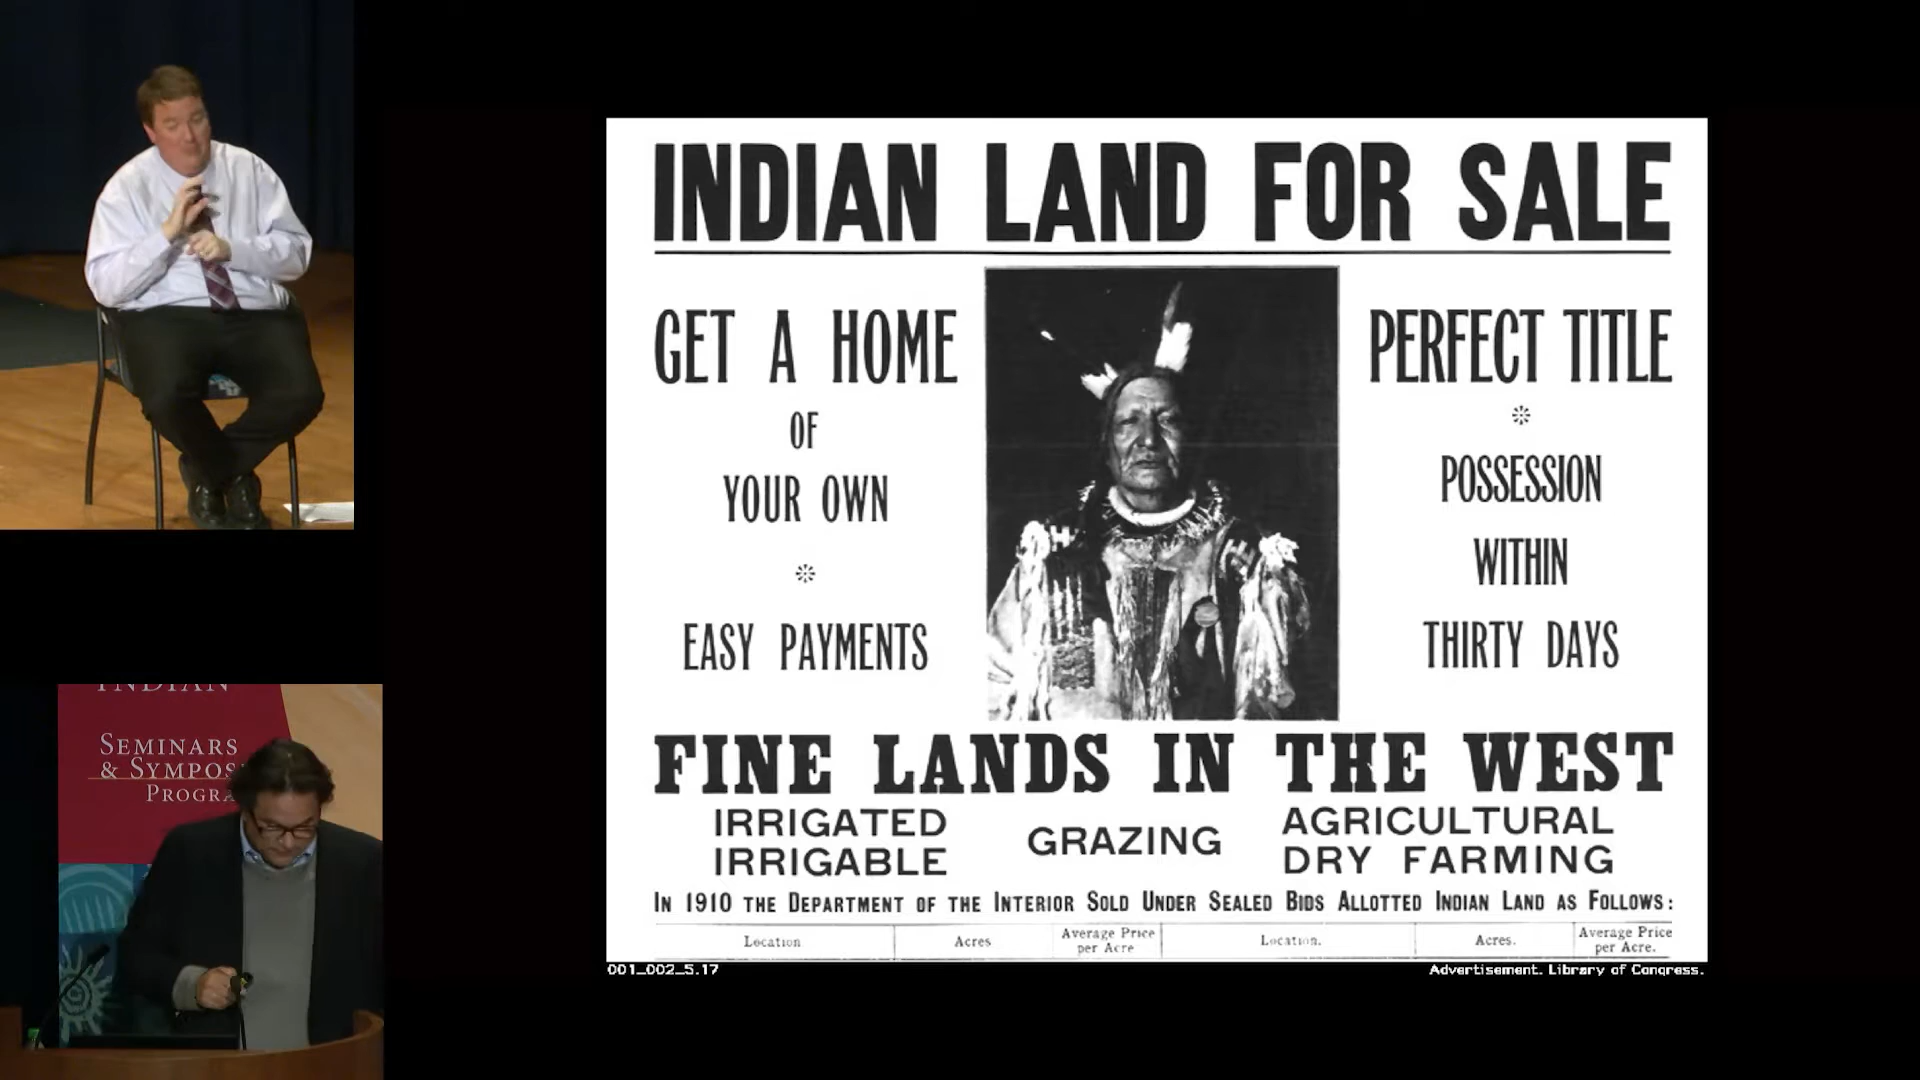 INDIAN
SEMINARS
& SYMPOS
PROGRA
INDIAN LAND FOR SALE
GET A HOME
OF
YOUR OWN
EASY PAYMENTS
PERFECT TITLE
POSSESSION
WITHIN
THIRTY DAYS
FINE LANDS IN THE WEST
IRRIGATED
IRRIGABLE
GRAZING
AGRICULTURAL
DRY FARMING
IN 1910 THE DEPARTMENT OF THE INTERIOR SOLD UNDER SEALED BIDS ALLOTTED INDIAN LAND AS FOLLOWS:
Location Acres Average Price per Acre Location. Acres. Average Price per Acre.
001_002_5.17
Advertisement. Library of Congress.